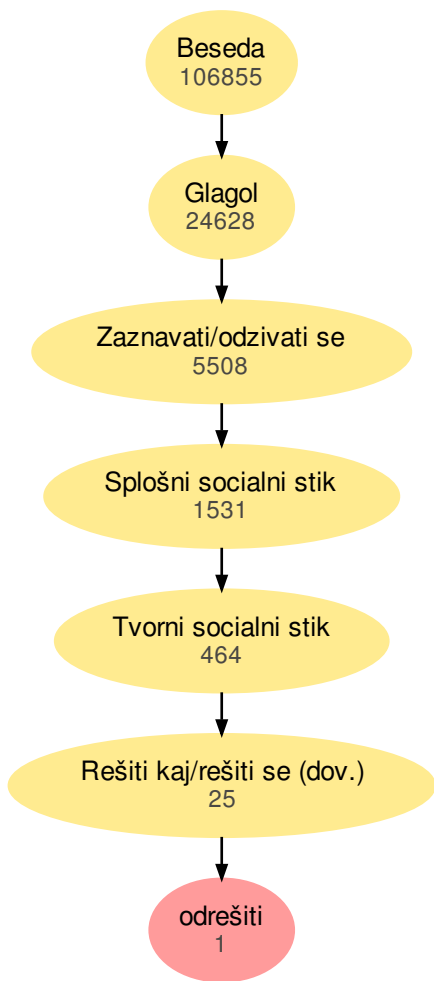 Beseda
106855
Glagol
24628
Zaznavati/odzivati se
5508
Splošni socialni stik
1531
Tvorni socialni stik
464
Rešiti kaj/rešiti se (dov.)
25
odrešiti
1